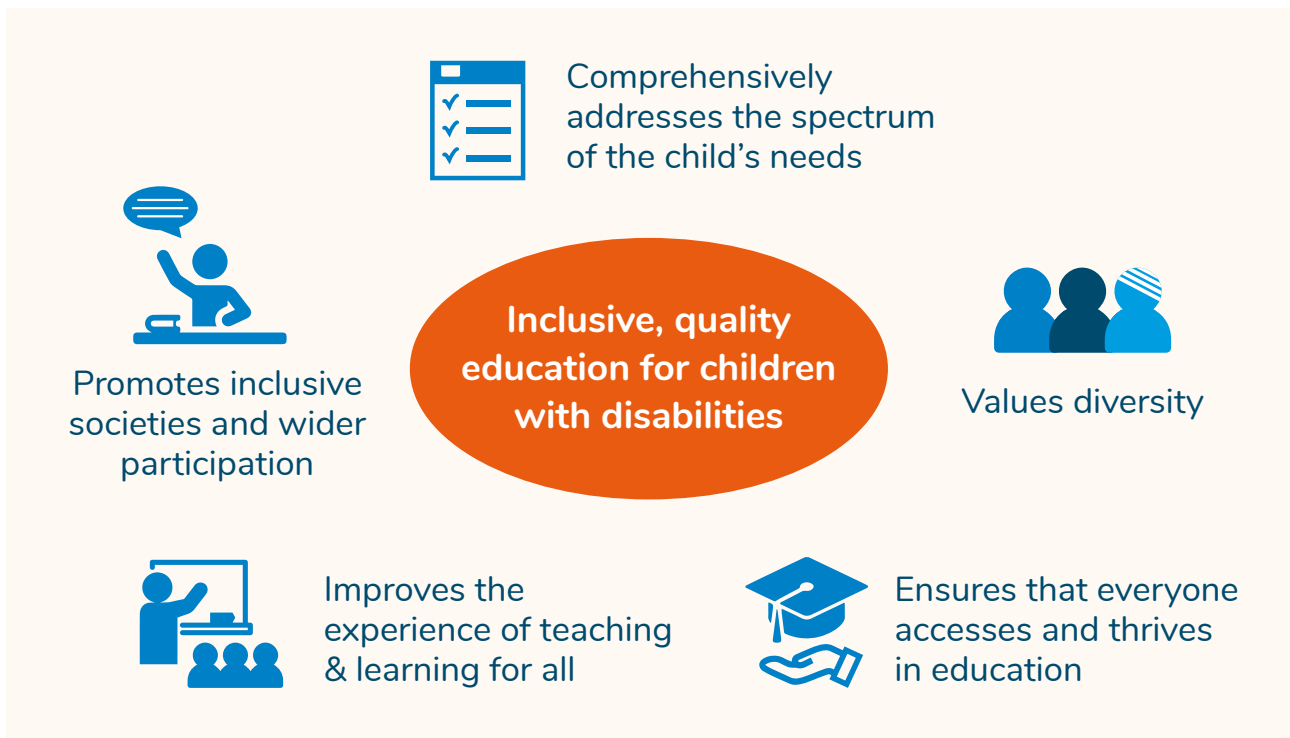 Comprehensively
addresses the spectrum
of the child’s needs
Promotes inclusive
societies and wider
participation
Inclusive, quality
education for children
with disabilities
Values diversity
Improves the
experience of teaching
& learning for all
Ensures that everyone
accesses and thrives
in education